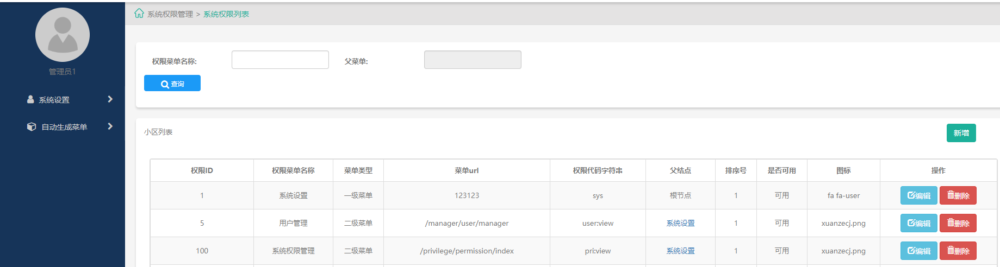 系统权限管理 > 系统权限列表
管理员1
系统设置
自动生成菜单
权限菜单名称: 父菜单:
查询
小区列表 新增
权限ID 权限菜单名称 菜单类型 菜单url 权限代码字符串 父结点 排序号 是否可用 图标 操作
1 系统设置 一级菜单 123123 sys 根节点 1 可用 fa fa-user 编辑 删除
5 用户管理 二级菜单 /manager/user/manager user:view 系统设置 1 可用 xuanzecj.png 编辑 删除
100 系统权限管理 二级菜单 /privilege/permission/index pri:view 系统设置 1 可用 xuanzecj.png 编辑 删除